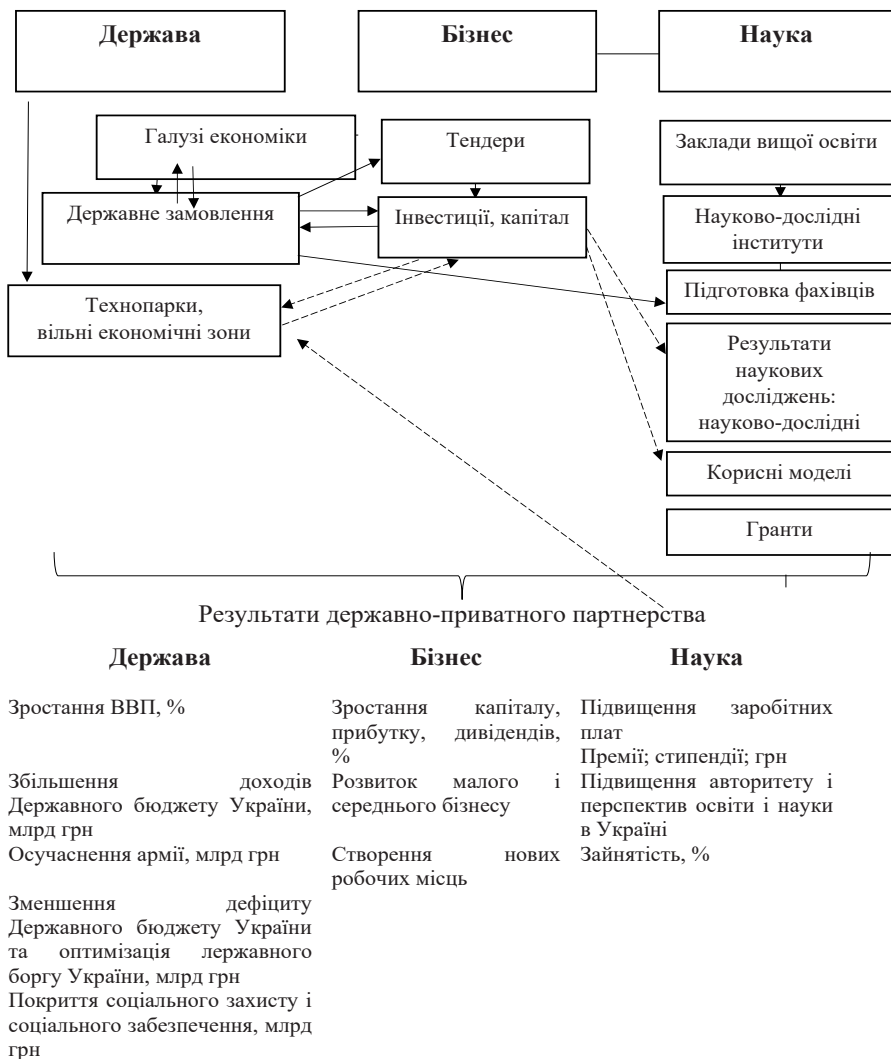 Держава
Бізнес
Наука
Галузі економіки
Тендери
Заклади вищої освіти
Державне замовлення
Інвестиції, капітал
Науково-дослідні
інститути
Підготовка фахівців
Технопарки,
вільні економічні зони
Результати
наукових
досліджень:
науково-дослідні
Корисні моделі
Гранти
Результати державно-приватного партнерства
Держава
Бізнес
Наука
Зростання ВВП, %
Зростання капіталу,
прибутку, дивідендів,
%
Підвищення заробітних
плат
Премії; стипендії; грн
Збільшення доходів
Державного бюджету України,
млрд грн
Розвиток малого і
середнього бізнесу
Підвищення авторитету і
перспектив освіти і науки
в Україні
Осучаснення армії, млрд грн
Створення нових
робочих місць
Зайнятість, %
Зменшення дефіциту
Державного бюджету України
та оптимізація лержавного
боргу України, млрд грн
Покриття соціального захисту і
соціального забезпечення, млрд
грн